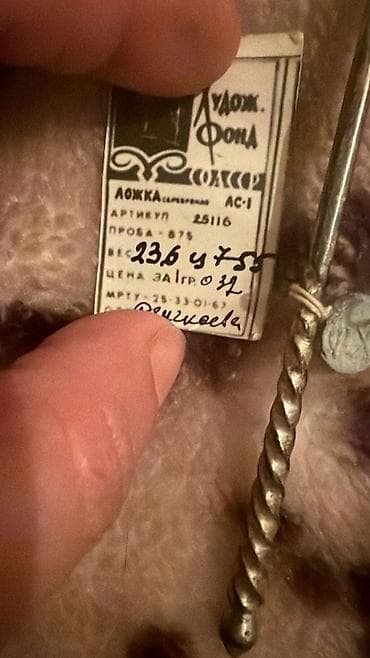 Худож.
Фонд
СОАССР
ЛОЖКА серебряная АС-1
АРТИКУЛ 25116
ПРОБА - 875
ВЕС 23,6 ц 7-55
ЦЕНА ЗА 1 ГР. 0 32
МРТУ-25-33-01-67